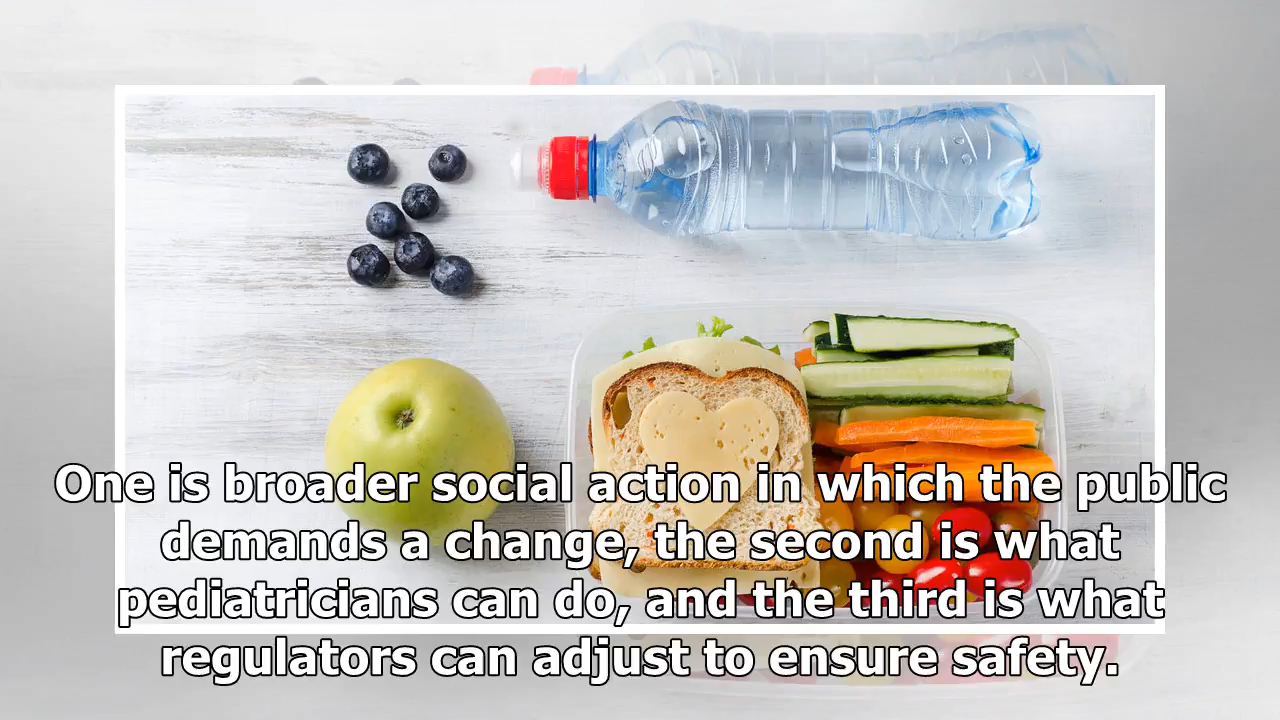 One is broader social action in which the public
demands a change, the second is what
pediatricians can do, and the third is what
regulators can adjust to ensure safety.